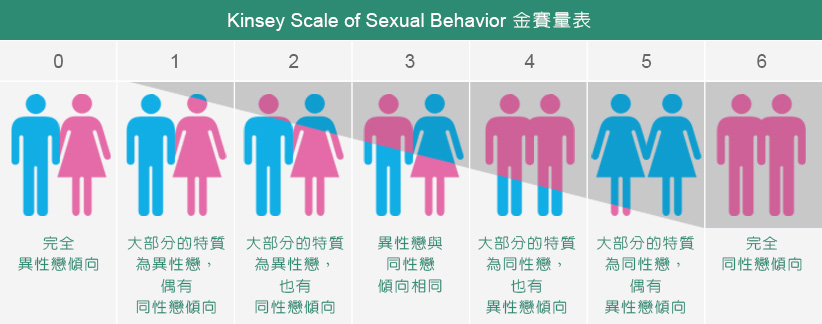 Kinsey Scale of Sexual Behavior 金賽量表
0
1
2
3
4
5
6
完全
異性戀傾向
大部分的特質
為異性戀，
偶有
同性戀傾向
大部分的特質
為異性戀，
也有
同性戀傾向
異性戀與
同性戀
傾向相同
大部分的特質
為同性戀，
也有
異性戀傾向
大部分的特質
為同性戀，
偶有
異性戀傾向
完全
同性戀傾向